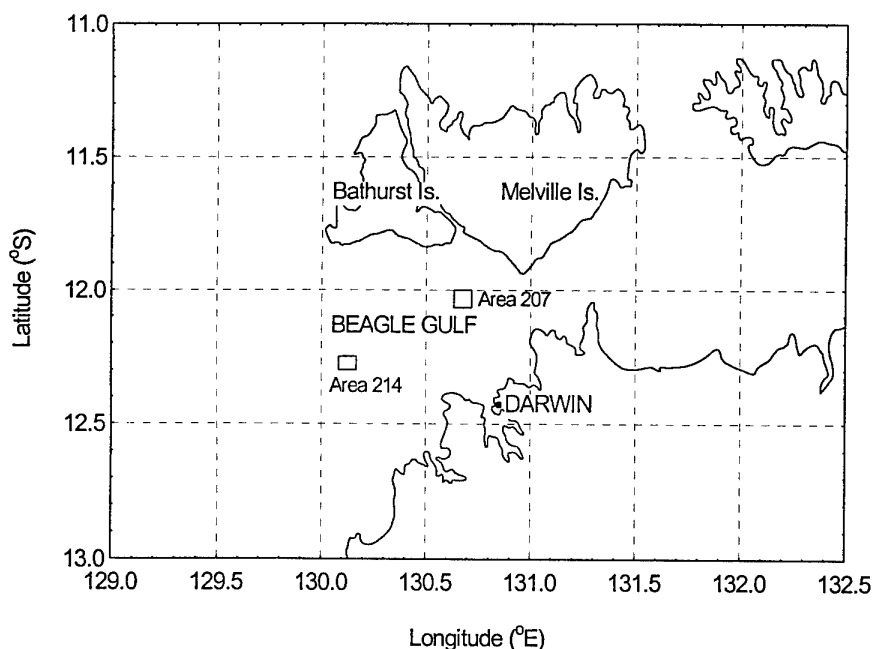 11.0
11.5
Bathurst Is. Melville Is.
12.0
Area 207
BEAGLE GULF
Area 214
DARWIN
12.5
13.0
129.0 129.5 130.0 130.5 131.0 131.5 132.0 132.5
Latitude (°S)
Longitude (°E)